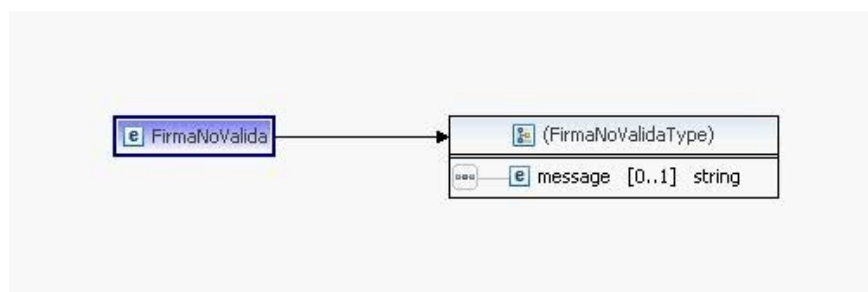 e FirmaNoValida
(FirmaNoValidaType)
e message [0..1] string